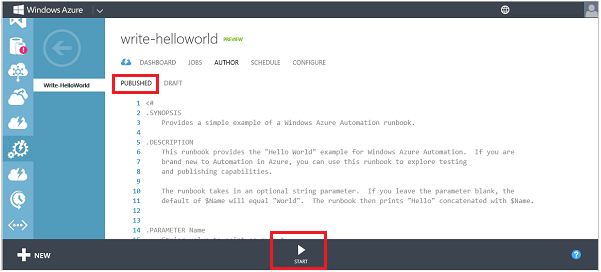 Windows Azure
write-helloworld PREVIEW
DASHBOARD JOBS AUTHOR SCHEDULE CONFIGURE
Write-HelloWorld
PUBLISHED DRAFT
1 <#
2 .SYNOPSIS
3 Provides a simple example of a Windows Azure Automation runbook.
4
5 .DESCRIPTION
6 This runbook provides the "Hello World" example for Windows Azure Automation. If you are
7 brand new to Automation in Azure, you can use this runbook to explore testing
8 and publishing capabilities.
9
10 The runbook takes in an optional string parameter. If you leave the parameter blank, the
11 default of $Name will equal "World". The runbook then prints "Hello" concatenated with $Name.
12
13
14 .PARAMETER Name
NEW
START
?